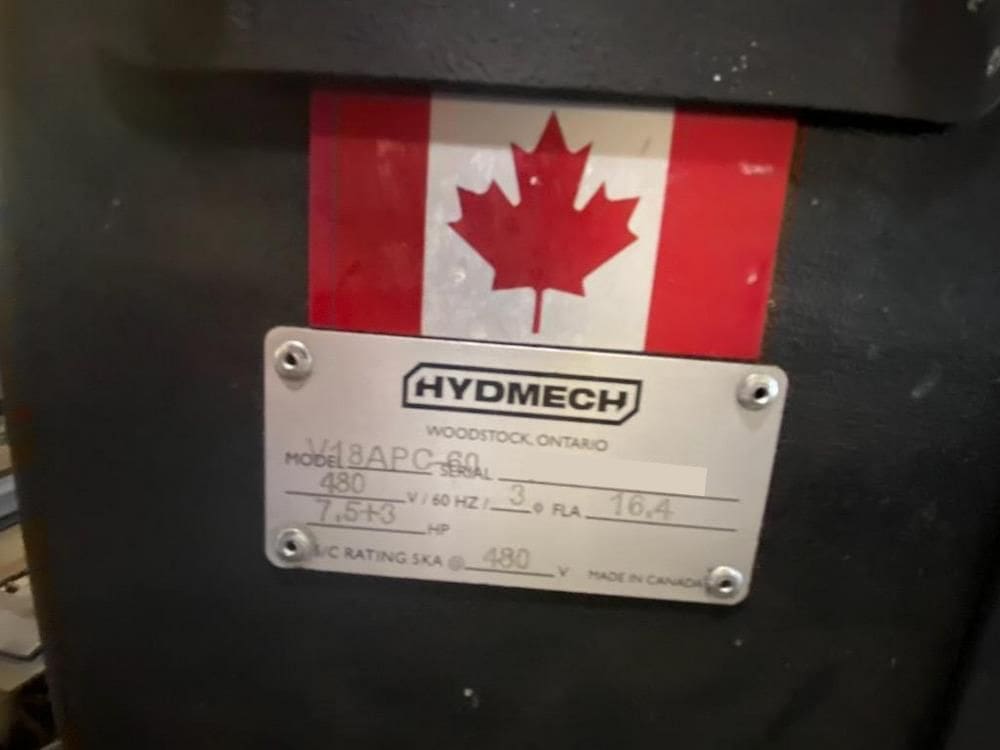 HYDMECH
WOODSTOCK, ONTARIO
MODEL V18APC-60 SERIAL
480 V / 60 HZ / 3 ϕ FLA 16.4
7.5+3 HP
S/C RATING 5KA @ 480 V MADE IN CANADA